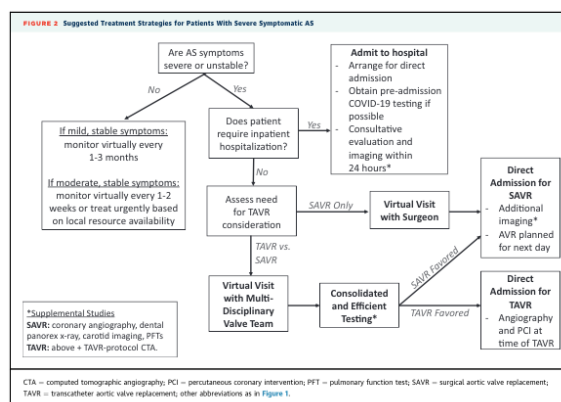 FIGURE 2 Suggested Treatment Strategies for Patients With Severe Symptomatic AS
Are AS symptoms
severe or unstable?
No
Yes
If mild, stable symptoms:
monitor virtually every
1-3 months
If moderate, stable symptoms:
monitor virtually every 1-2
weeks or treat urgently based
on local resource availability
Does patient
require inpatient
hospitalization?
Yes
Admit to hospital
- Arrange for direct
admission
- Obtain pre-admission
COVID-19 testing if
possible
- Consultative
evaluation and
imaging within
24 hours*
No
Assess need
for TAVR
consideration
SAVR Only
Virtual Visit
with Surgeon
Direct
Admission for
SAVR
- Additional
imaging*
- AVR planned
for next day
TAVR vs.
SAVR
Virtual Visit
with Multi-
Disciplinary
Valve Team
Consolidated
and Efficient
Testing*
SAVR Favored
TAVR Favored
Direct
Admission for
TAVR
- Angiography
and PCI at
time of TAVR
*Supplemental Studies
SAVR: coronary angiography, dental
panorex x-ray, carotid imaging, PFTs
TAVR: above + TAVR-protocol CTA.
CTA = computed tomographic angiography; PCI = percutaneous coronary intervention; PFT = pulmonary function test; SAVR = surgical aortic valve replacement;
TAVR = transcatheter aortic valve replacement; other abbreviations as in Figure 1.